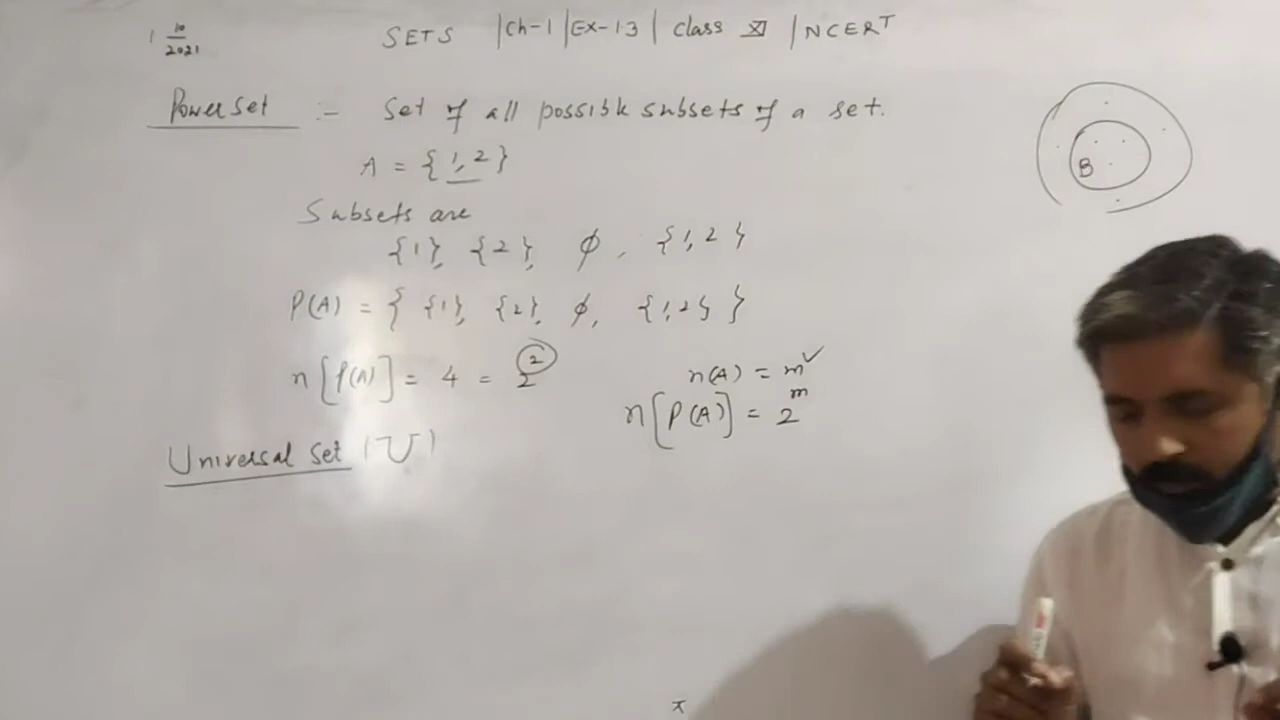 1 10/2021
SETS | Ch-1 | Ex-1.3 | class XI | NCERT
Power Set :- Set of all possible subsets of a set.
A = {1, 2}
Subsets are
{1}, {2}, φ, {1, 2}
P(A) = { {1}, {2}, φ, {1, 2} }
n[P(A)] = 4 = 2²
n(A) = m ✓
n[P(A)] = 2^m
Universal Set (U)
B